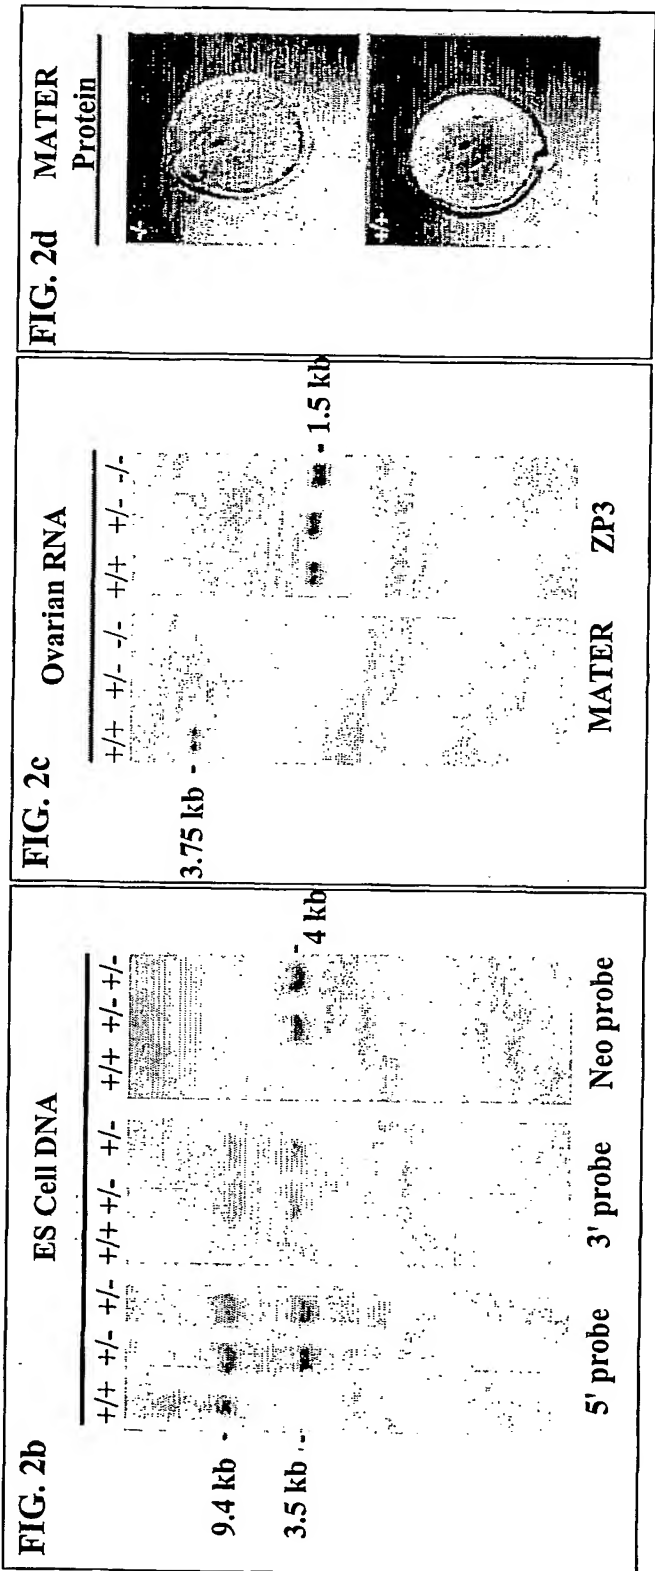 FIG. 2b
ES Cell DNA
+/+ +/- +/-
+/+ +/- +/-
+/+ +/- +/-
9.4 kb -
3.5 kb -
- 4 kb
5' probe
3' probe
Neo probe
FIG. 2c
Ovarian RNA
+/+ +/- -/-
+/+ +/- -/-
3.75 kb -
- 1.5 kb
MATER
ZP3
FIG. 2d
MATER
Protein
-/-
+/+